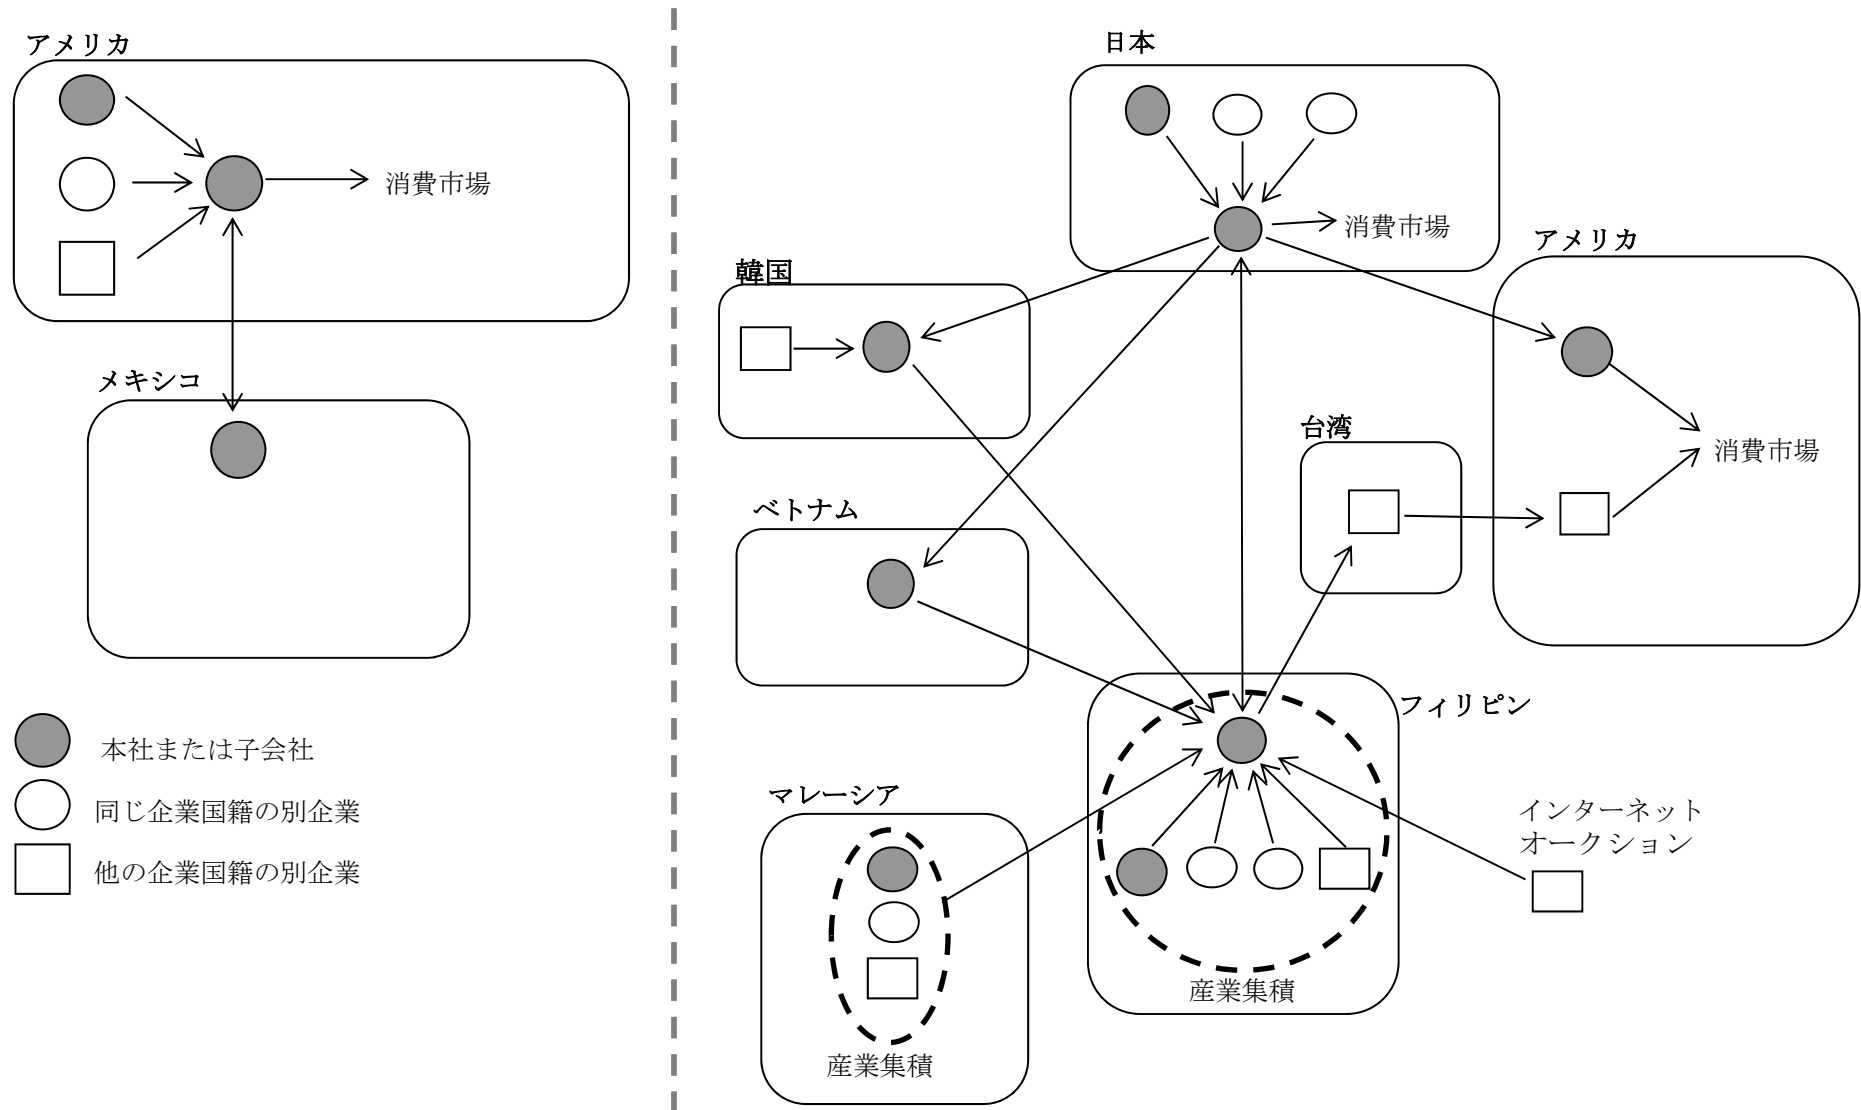 アメリカ
消費市場
メキシコ
本社または子会社
同じ企業国籍の別企業
他の企業国籍の別企業
日本
消費市場
韓国
アメリカ
消費市場
台湾
ベトナム
フィリピン
産業集積
マレーシア
産業集積
インターネット
オークション